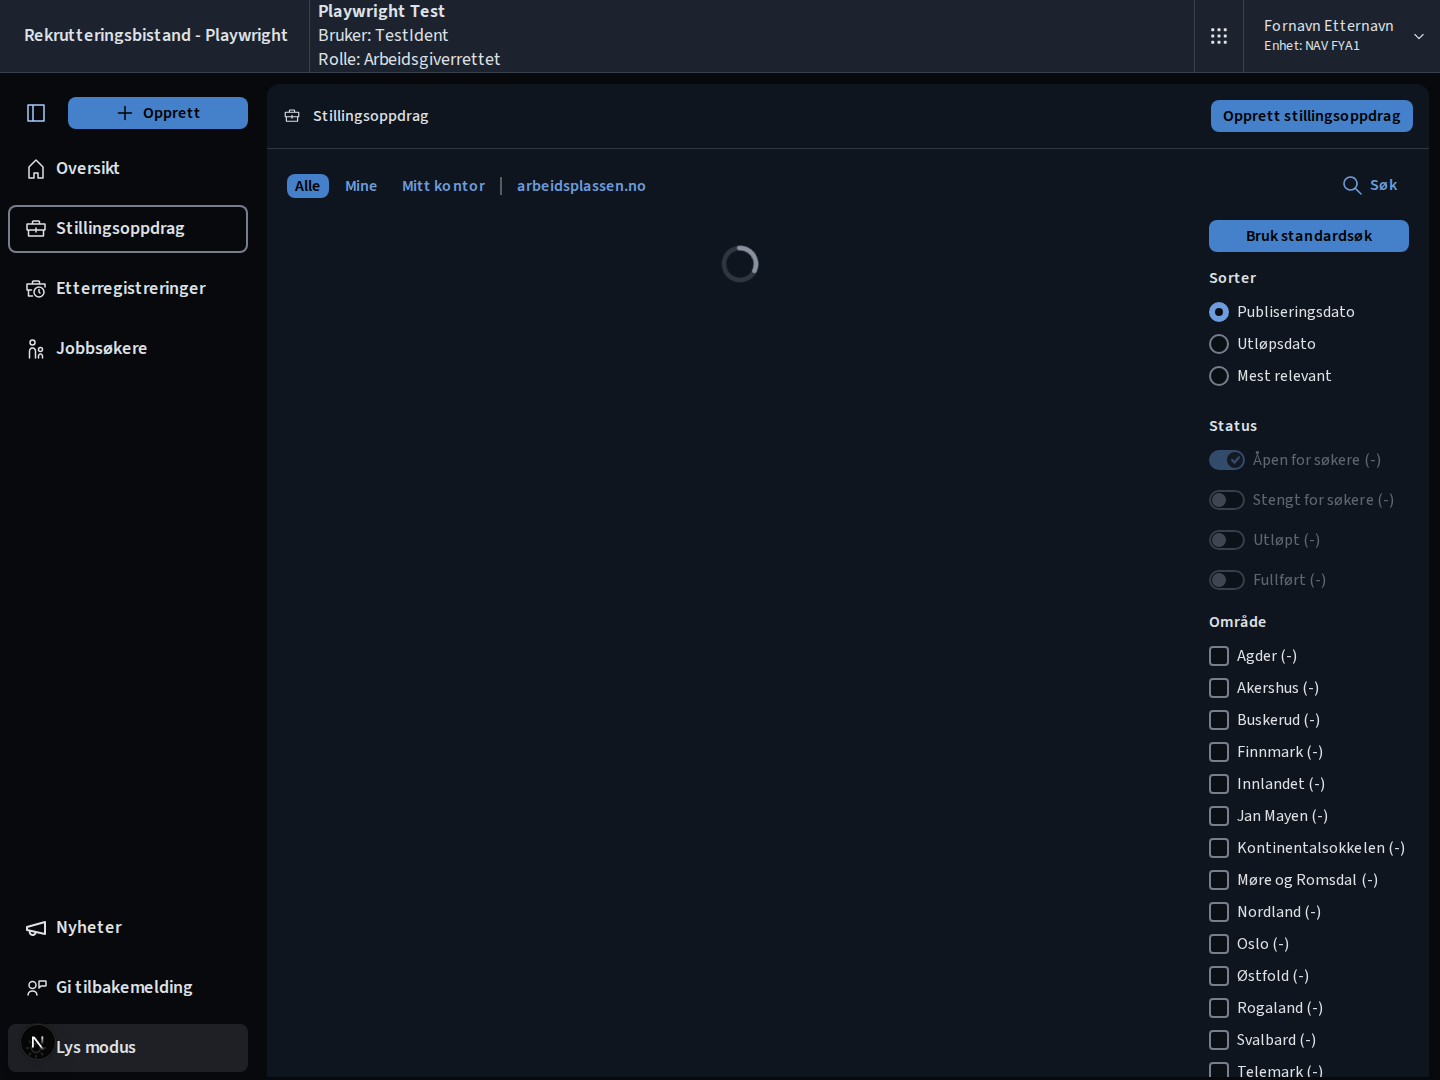 Rekrutteringsbistand - Playwright
Playwright Test
Bruker: TestIdent
Rolle: Arbeidsgiverrettet
Fornavn Etternavn
Enhet: NAV FYA1
Opprett
Oversikt
Stillingsoppdrag
Etterregistreringer
Jobbsøkere
Nyheter
Gi tilbakemelding
N
Lys modus
Stillingsoppdrag
Opprett stillingsoppdrag
Alle
Mine
Mitt kontor
arbeidsplassen.no
Søk
Bruk standardsøk
Sorter
Publiseringsdato
Utløpsdato
Mest relevant
Status
Åpen for søkere (-)
Stengt for søkere (-)
Utløpt (-)
Fullført (-)
Område
Agder (-)
Akershus (-)
Buskerud (-)
Finnmark (-)
Innlandet (-)
Jan Mayen (-)
Kontinentalsokkelen (-)
Møre og Romsdal (-)
Nordland (-)
Oslo (-)
Østfold (-)
Rogaland (-)
Svalbard (-)
Telemark (-)